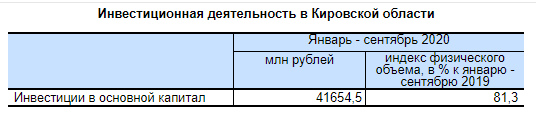 Инвестиционная деятельность в Кировской области
Январь - сентябрь 2020
млн рублей
индекс физического
объема, в % к январю -
сентябрю 2019
Инвестиции в основной капитал 41654,5 81,3